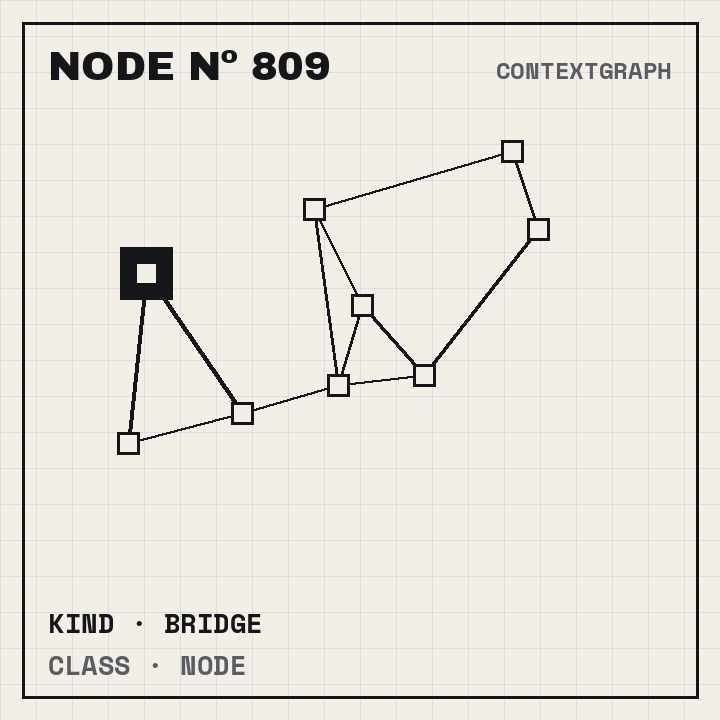 NODE Nº 809
CONTEXTGRAPH
KIND · BRIDGE
CLASS · NODE